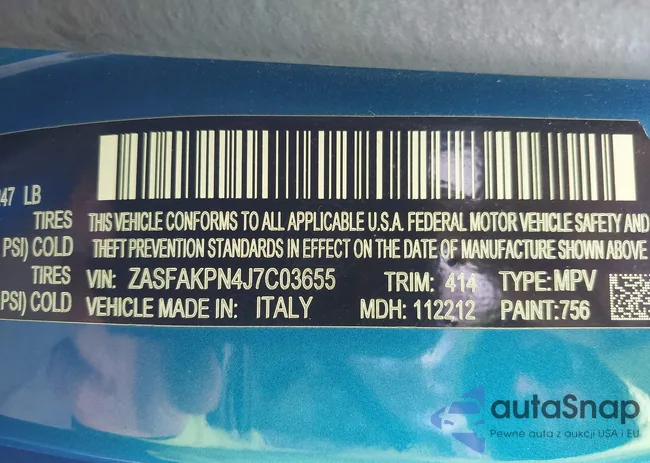 047 LB
TIRES THIS VEHICLE CONFORMS TO ALL APPLICABLE U.S.A. FEDERAL MOTOR VEHICLE SAFETY AND
PSI) COLD THEFT PREVENTION STANDARDS IN EFFECT ON THE DATE OF MANUFACTURE SHOWN ABOVE
TIRES VIN: ZASFAKPN4J7C03655 TRIM: 414 TYPE: MPV
PSI) COLD VEHICLE MADE IN: ITALY MDH: 112212 PAINT: 756
autaSnap
Pewne auta z aukcji USA i EU